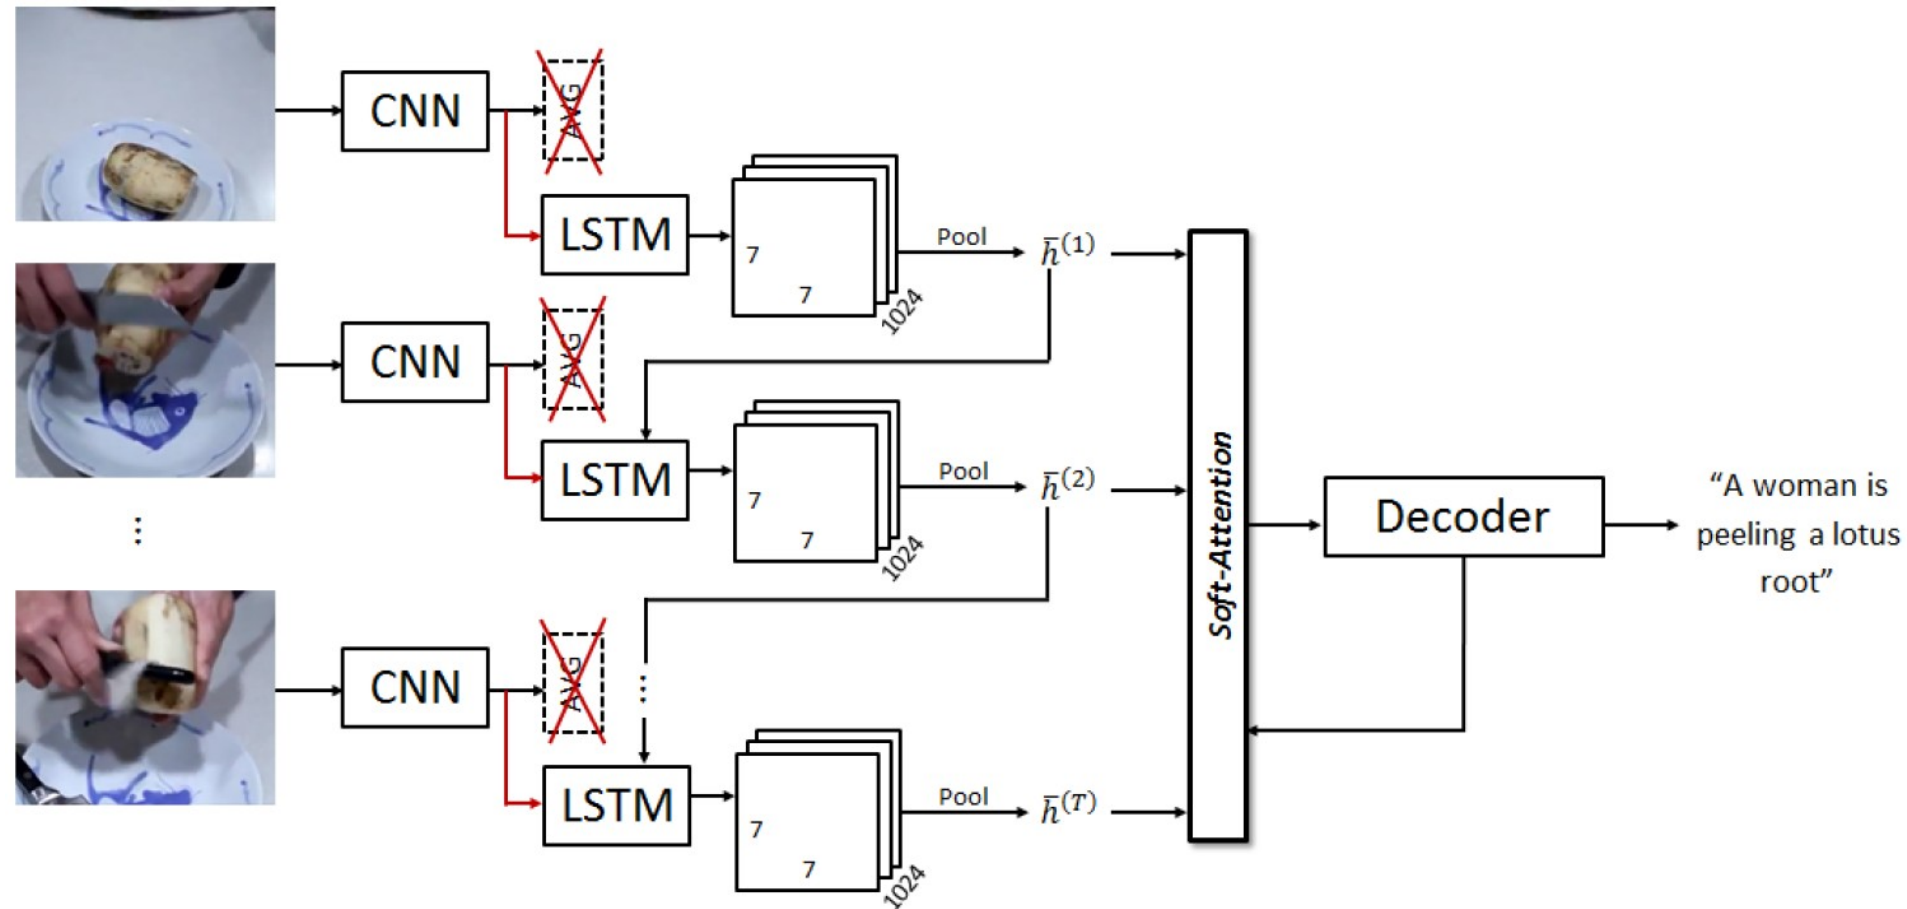 CNN
AVG
LSTM
7
7
1024
Pool
h̄⁽¹⁾
CNN
AVG
LSTM
7
7
1024
Pool
h̄⁽²⁾
⋮
CNN
AVG
...
LSTM
7
7
1024
Pool
h̄⁽ᵀ⁾
Soft-Attention
Decoder
“A woman is
peeling a lotus
root”